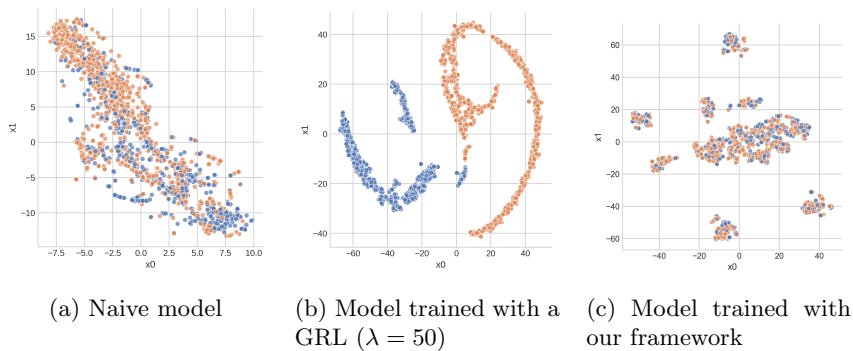 15
10
5
0
−5
−10
x1
−7.5 −5.0 −2.5 0.0 2.5 5.0 7.5 10.0
x0
40
20
0
−20
−40
x1
−60 −40 −20 0 20 40
x0
60
40
20
0
−20
−40
−60
x1
−40 −20 0 20 40
x0
(a) Naive model
(b) Model trained with a
GRL (λ = 50)
(c) Model trained with
our framework